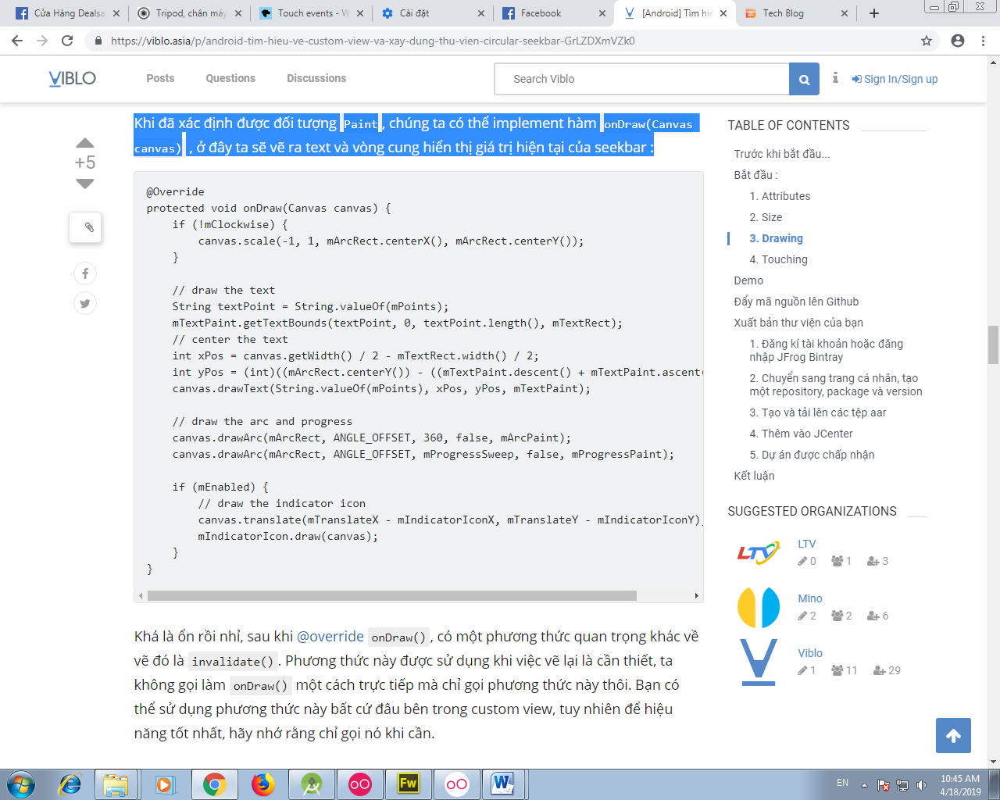 Cửa Hàng Dealsa
Tripod, chân máy
Touch events - W
Cài đặt
Facebook
[Android] Tìm hiể
Tech Blog
https://viblo.asia/p/android-tim-hieu-ve-custom-view-va-xay-dung-thu-vien-circular-seekbar-GrLZDXmVZk0
VIBLO
Posts
Questions
Discussions
Search Viblo
Sign In/Sign up
+5
Khi đã xác định được đối tượng Paint, chúng ta có thể implement hàm onDraw(Canvas
canvas) , ở đây ta sẽ vẽ ra text và vòng cung hiển thị giá trị hiện tại của seekbar :
@Override
protected void onDraw(Canvas canvas) {
if (!mClockwise) {
canvas.scale(-1, 1, mArcRect.centerX(), mArcRect.centerY());
}
// draw the text
String textPoint = String.valueOf(mPoints);
mTextPaint.getTextBounds(textPoint, 0, textPoint.length(), mTextRect);
// center the text
int xPos = canvas.getWidth() / 2 - mTextRect.width() / 2;
int yPos = (int)((mArcRect.centerY()) - ((mTextPaint.descent() + mTextPaint.ascent(
canvas.drawText(String.valueOf(mPoints), xPos, yPos, mTextPaint);
// draw the arc and progress
canvas.drawArc(mArcRect, ANGLE_OFFSET, 360, false, mArcPaint);
canvas.drawArc(mArcRect, ANGLE_OFFSET, mProgressSweep, false, mProgressPaint);
if (mEnabled) {
// draw the indicator icon
canvas.translate(mTranslateX - mIndicatorIconX, mTranslateY - mIndicatorIconY);
mIndicatorIcon.draw(canvas);
}
}
Khá là ổn rồi nhỉ, sau khi @override onDraw(), có một phương thức quan trọng khác về
vẽ đó là invalidate(). Phương thức này được sử dụng khi việc vẽ lại là cần thiết, ta
không gọi làm onDraw() một cách trực tiếp mà chỉ gọi phương thức này thôi. Bạn có
thể sử dụng phương thức này bất cứ đâu bên trong custom view, tuy nhiên để hiệu
năng tốt nhất, hãy nhớ rằng chỉ gọi nó khi cần.
TABLE OF CONTENTS
Trước khi bắt đầu...
Bắt đầu :
1. Attributes
2. Size
3. Drawing
4. Touching
Demo
Đẩy mã nguồn lên Github
Xuất bản thư viện của bạn
1. Đăng kí tài khoản hoặc đăng
nhập JFrog Bintray
2. Chuyển sang trang cá nhân, tạo
một repository, package và version
3. Tạo và tải lên các tệp aar
4. Thêm vào JCenter
5. Dự án được chấp nhận
Kết luận
SUGGESTED ORGANIZATIONS
LTV
LTV
0 1 3
Mino
2 2 6
Viblo
1 11 29
Fw
W
EN
10:45 AM
4/18/2019